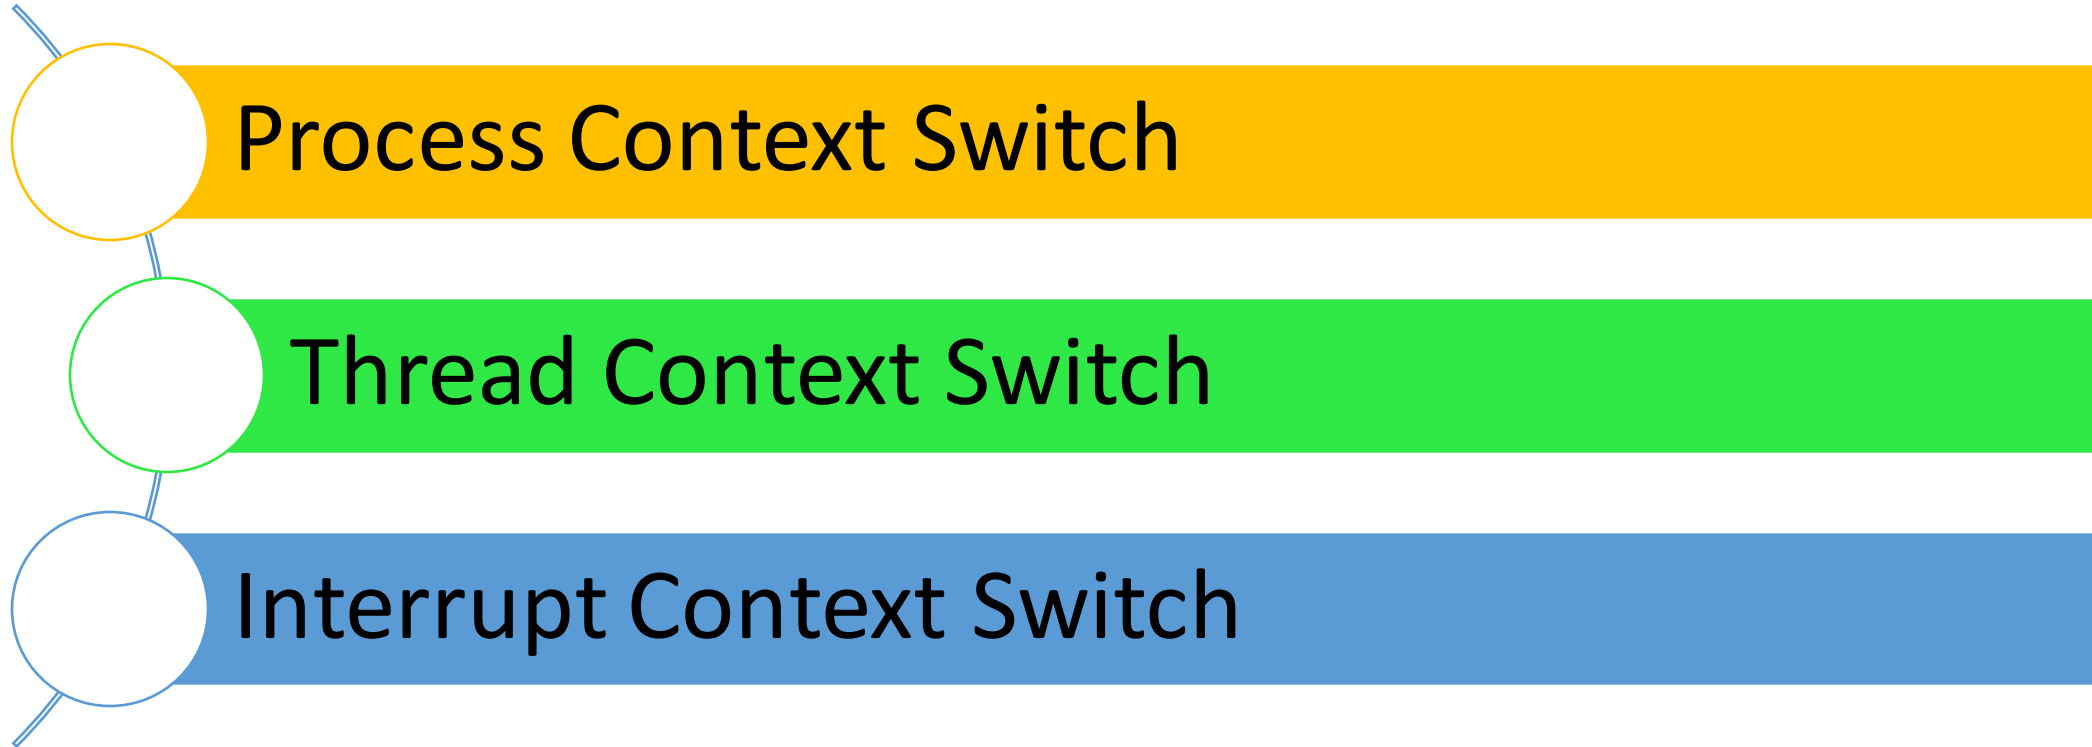 Process Context Switch
Thread Context Switch
Interrupt Context Switch